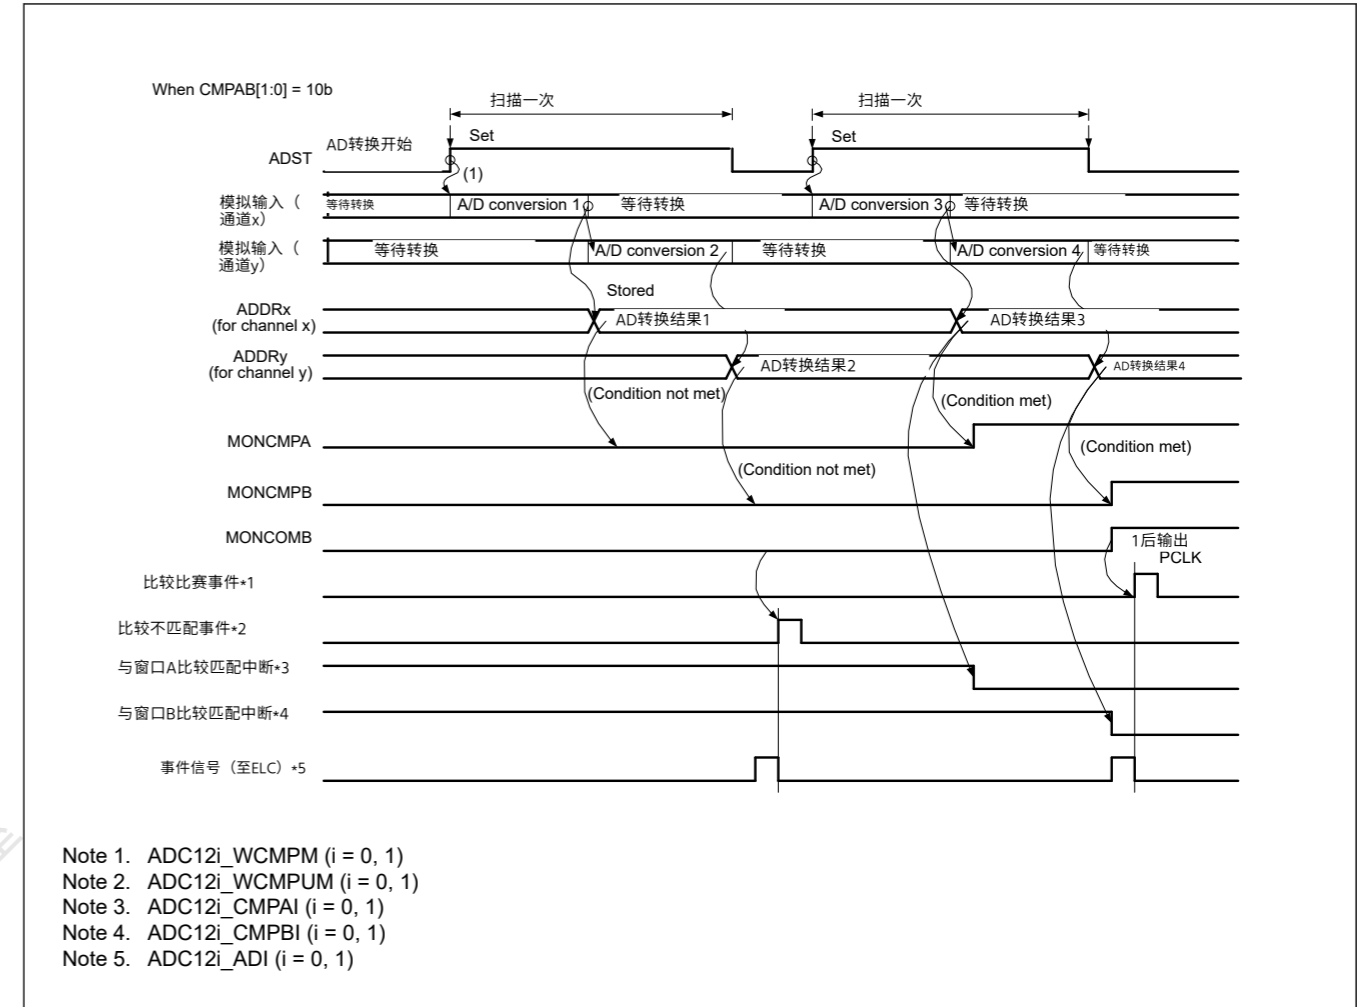 When CMPAB[1:0] = 10b
扫描一次
扫描一次
AD转换开始
Set
Set
ADST
(1)
模拟输入（
通道x）
等待转换
A/D conversion 1
等待转换
A/D conversion 3
等待转换
模拟输入（
通道y）
等待转换
A/D conversion 2
等待转换
A/D conversion 4
等待转换
Stored
ADDRx
(for channel x)
AD转换结果1
AD转换结果3
ADDRy
(for channel y)
AD转换结果2
AD转换结果4
(Condition not met)
(Condition met)
MONCMPA
(Condition met)
(Condition not met)
MONCMPB
MONCOMB
1后输出
PCLK
比较比赛事件*1
比较不匹配事件*2
与窗口A比较匹配中断*3
与窗口B比较匹配中断*4
事件信号（至ELC）*5
Note 1. ADC12i_WCMPM (i = 0, 1)
Note 2. ADC12i_WCMPUM (i = 0, 1)
Note 3. ADC12i_CMPAI (i = 0, 1)
Note 4. ADC12i_CMPBI (i = 0, 1)
Note 5. ADC12i_ADI (i = 0, 1)